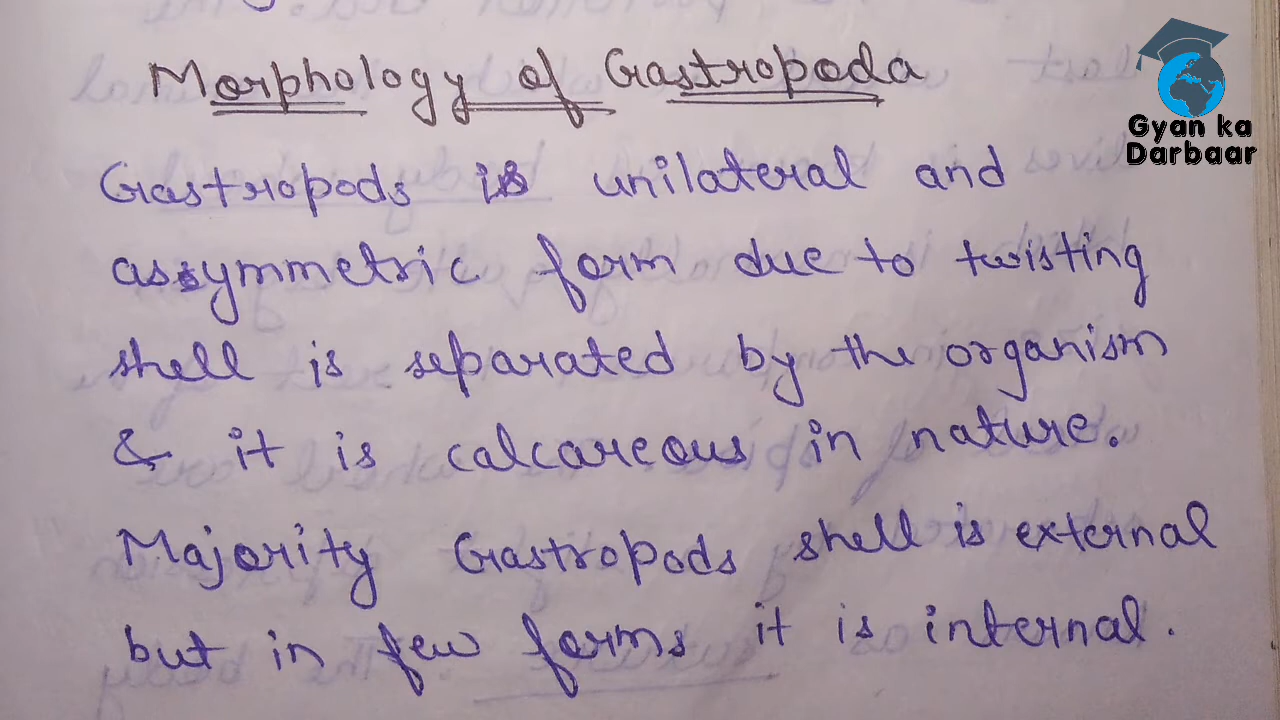 Morphology of Gastropoda
Gyan ka
Darbaar
Gastropods is unilateral and
assymmetric form due to twisting
shell is separated by the organism
& it is calcareous in nature.
Majority Gastropods shell is external
but in few forms it is internal.